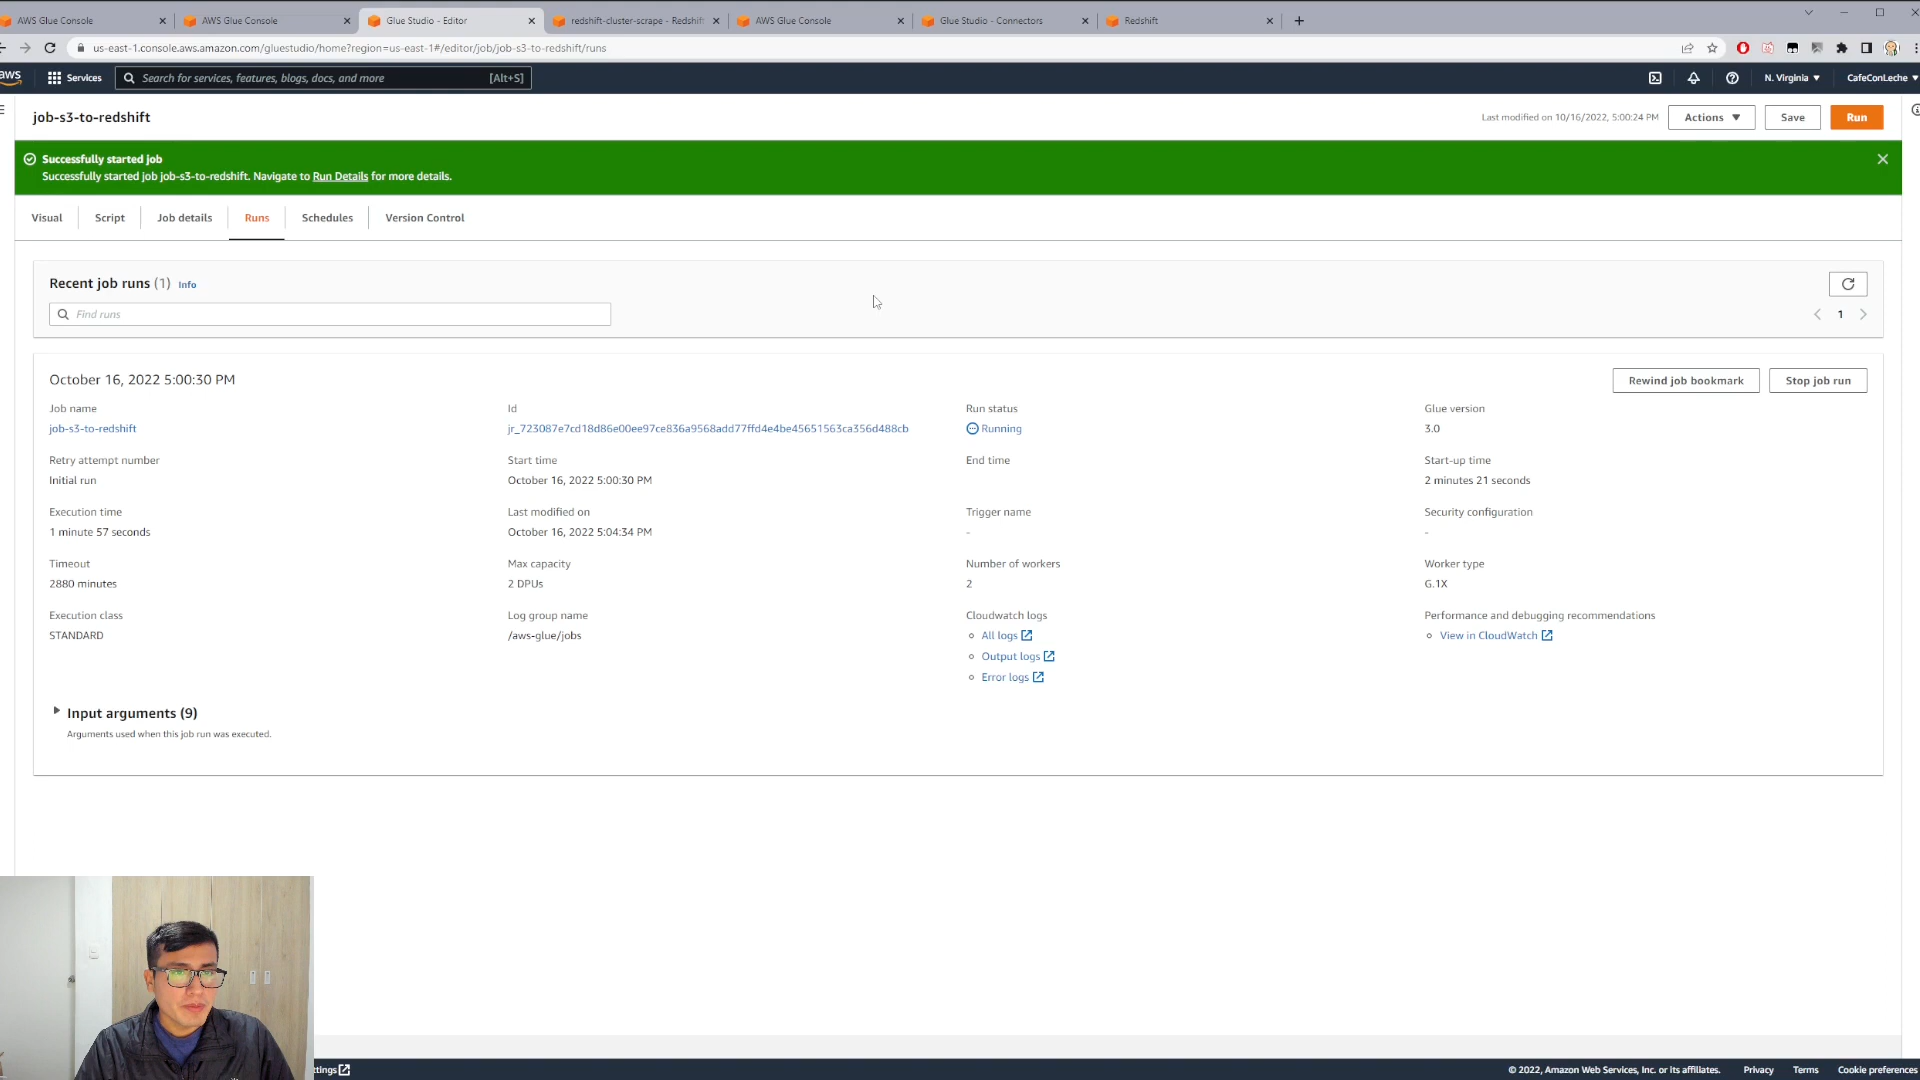 AWS Glue Console
AWS Glue Console
Glue Studio - Editor
redshift-cluster-scrape - Redshift
AWS Glue Console
Glue Studio - Connectors
Redshift
us-east-1.console.aws.amazon.com/gluestudio/home?region=us-east-1#/editor/job/job-s3-to-redshift/runs
aws
Services
Search for services, features, blogs, docs, and more
[Alt+S]
N. Virginia
CafeConLeche
job-s3-to-redshift
Last modified on 10/16/2022, 5:00:24 PM
Actions
Save
Run
Successfully started job
Successfully started job job-s3-to-redshift. Navigate to Run Details for more details.
Visual
Script
Job details
Runs
Schedules
Version Control
Recent job runs (1) Info
Find runs
1
October 16, 2022 5:00:30 PM
Rewind job bookmark
Stop job run
Job name
Id
Run status
Glue version
job-s3-to-redshift
jr_723087e7cd18d86e00ee97ce836a9568add77ffd4e4be45651563ca356d488cb
Running
3.0
Retry attempt number
Start time
End time
Start-up time
Initial run
October 16, 2022 5:00:30 PM
2 minutes 21 seconds
Execution time
Last modified on
Trigger name
Security configuration
1 minute 57 seconds
October 16, 2022 5:04:34 PM
-
-
Timeout
Max capacity
Number of workers
Worker type
2880 minutes
2 DPUs
2
G.1X
Execution class
Log group name
Cloudwatch logs
Performance and debugging recommendations
STANDARD
/aws-glue/jobs
All logs
View in CloudWatch
Output logs
Error logs
Input arguments (9)
Arguments used when this job run was executed.
ttings
© 2022, Amazon Web Services, Inc. or its affiliates.
Privacy
Terms
Cookie preferences